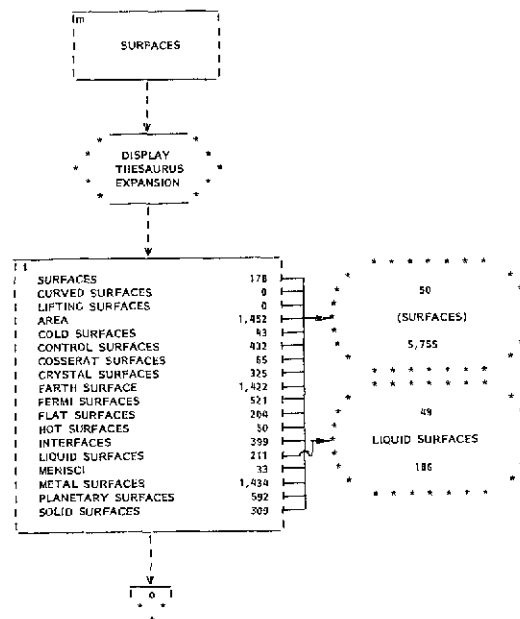 m
SURFACES
DISPLAY
THESAURUS
EXPANSION
SURFACES 178
CURVED SURFACES 0
LIFTING SURFACES 0
AREA 1,452
COLD SURFACES 43
CONTROL SURFACES 432
COSSERAT SURFACES 65
CRYSTAL SURFACES 325
EARTH SURFACE 1,422
FERMI SURFACES 521
FLAT SURFACES 204
HOT SURFACES 50
INTERFACES 399
LIQUID SURFACES 211
MENISCI 33
METAL SURFACES 1,434
PLANETARY SURFACES 592
SOLID SURFACES 309
50
(SURFACES)
5,755
49
LIQUID SURFACES
186
o